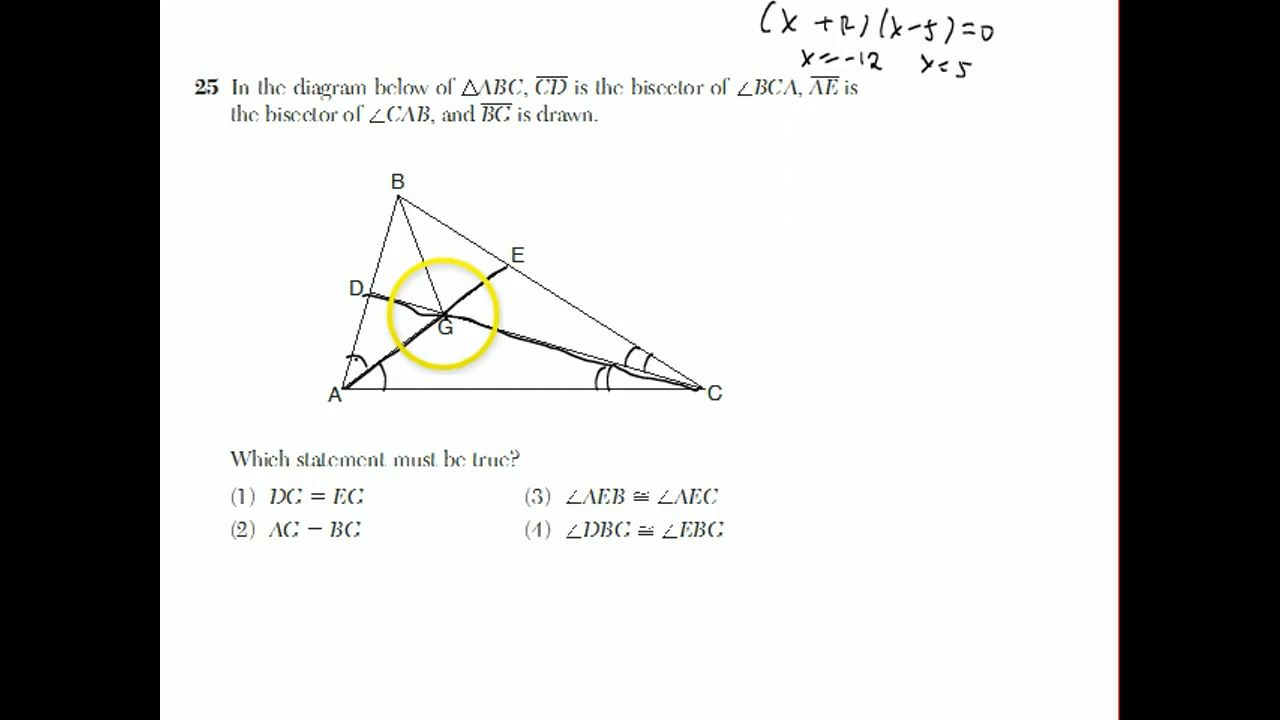 (x + 12) (x - 5) = 0
x = -12 x = 5
25 In the diagram below of △ABC, CD is the bisector of ∠BCA, AE is
the bisector of ∠CAB, and BG is drawn.
B
E
D
G
A
C
Which statement must be true?
(1) DG = EG
(3) ∠AEB ≅ ∠AEC
(2) AG = BG
(4) ∠DBG ≅ ∠EBG